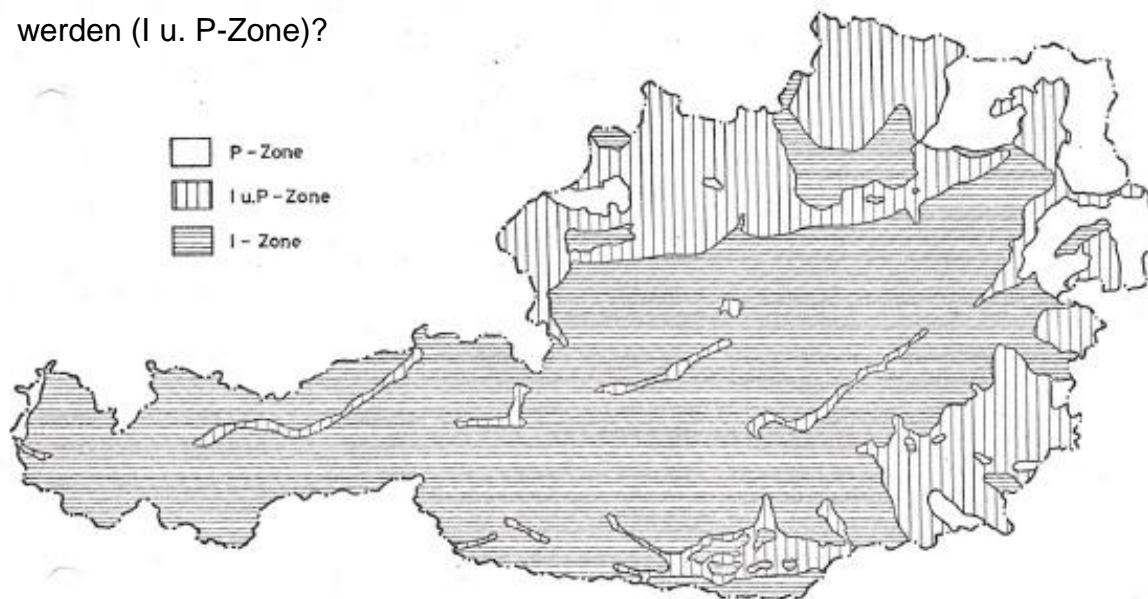 werden (I u. P-Zone)?
P - Zone
I u.P - Zone
I - Zone